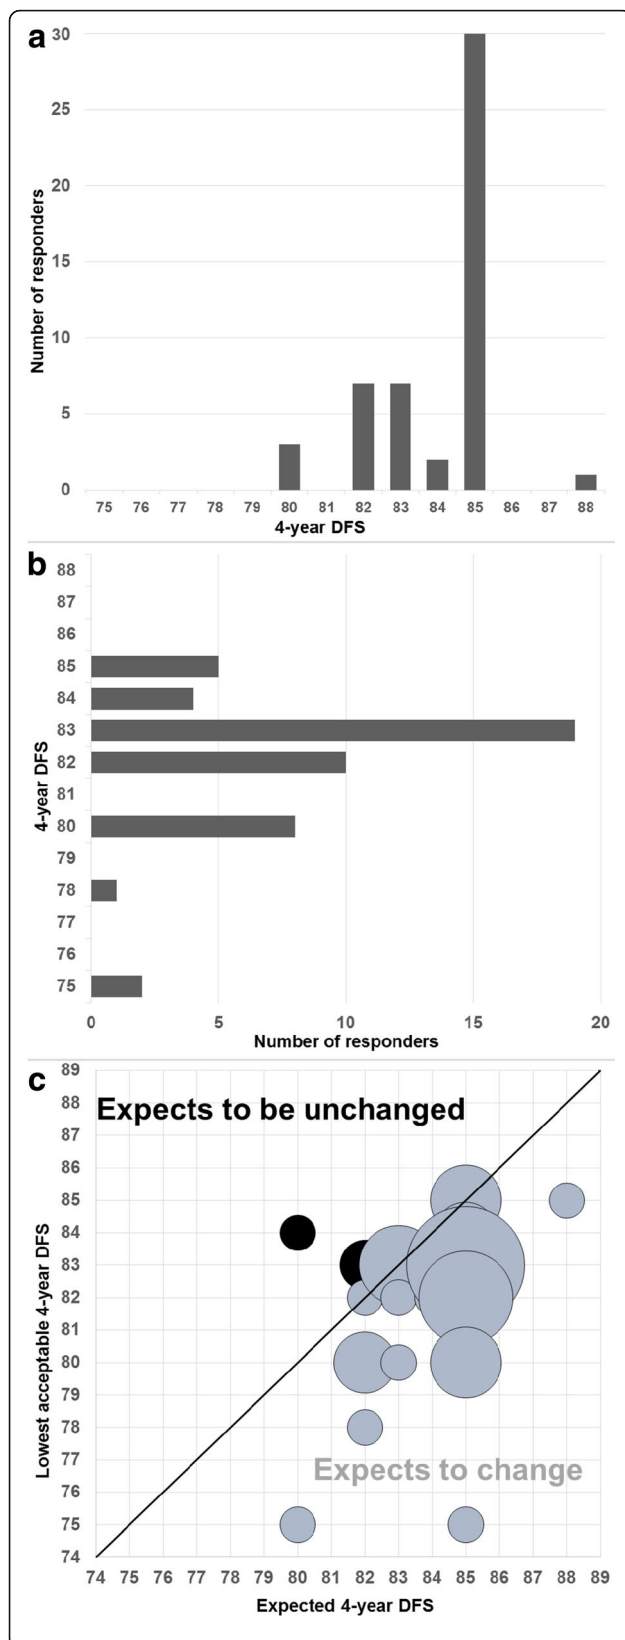 a
30
25
20
15
10
5
0
Number of responders
75 76 77 78 79 80 81 82 83 84 85 86 87 88
4-year DFS
b
88
87
86
85
84
83
82
81
80
79
78
77
76
75
4-year DFS
0 5 10 15 20
Number of responders
c
89
88
87
86
85
84
83
82
81
80
79
78
77
76
75
74
Lowest acceptable 4-year DFS
Expects to be unchanged
Expects to change
74 75 76 77 78 79 80 81 82 83 84 85 86 87 88 89
Expected 4-year DFS